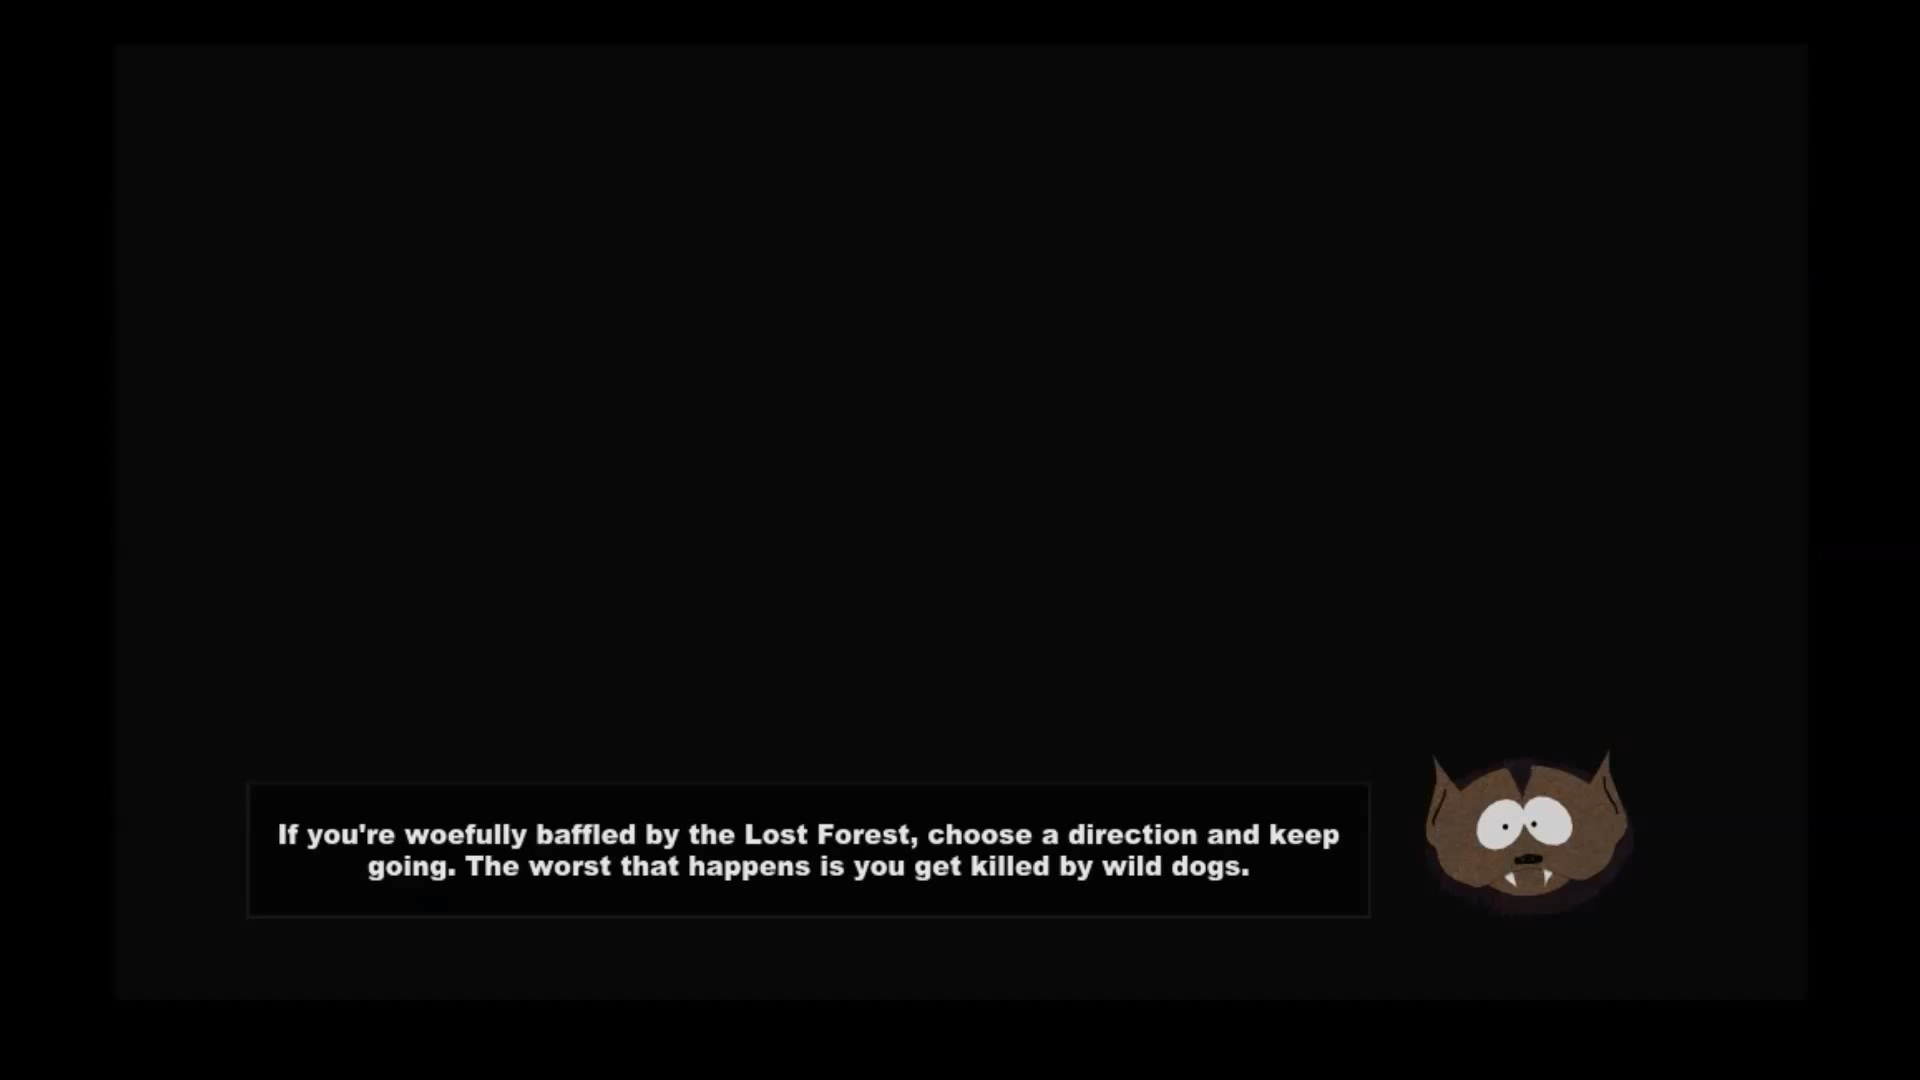 If you're woefully baffled by the Lost Forest, choose a direction and keep
going. The worst that happens is you get killed by wild dogs.